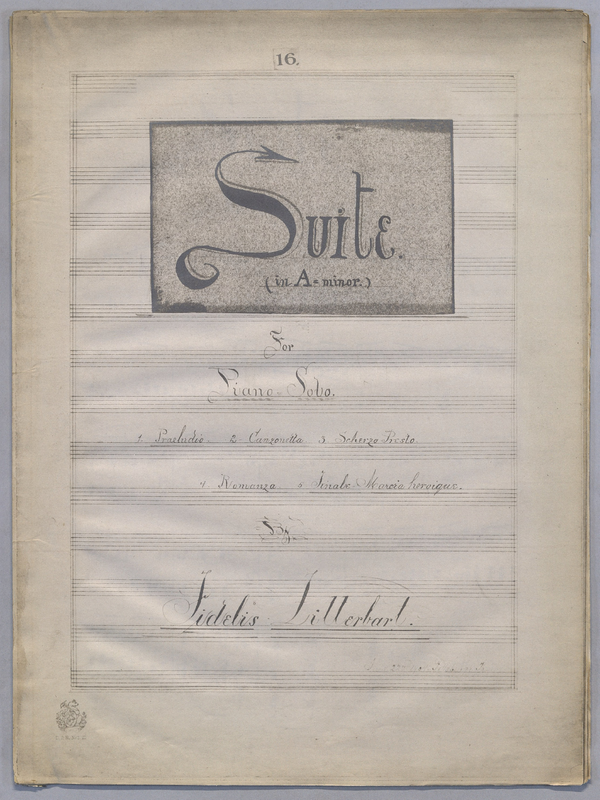 16.
Suite.
(in A= minor.)
For
Piano=Solo.
1. Praeludio. 2. Canzonetta 3. Scherzo-Presto
4 Romanza 5 Finale=Marcia heroique.
By
Fidelis Zitterbart.